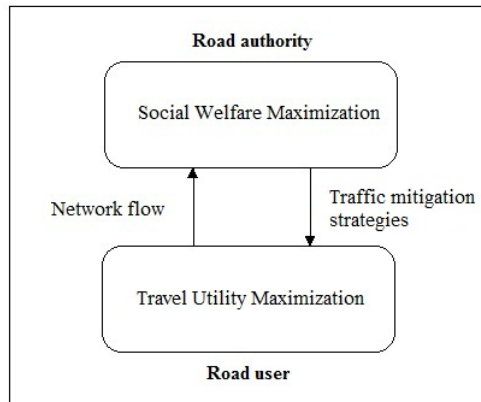 Road authority
Social Welfare Maximization
Network flow
Traffic mitigation
strategies
Travel Utility Maximization
Road user